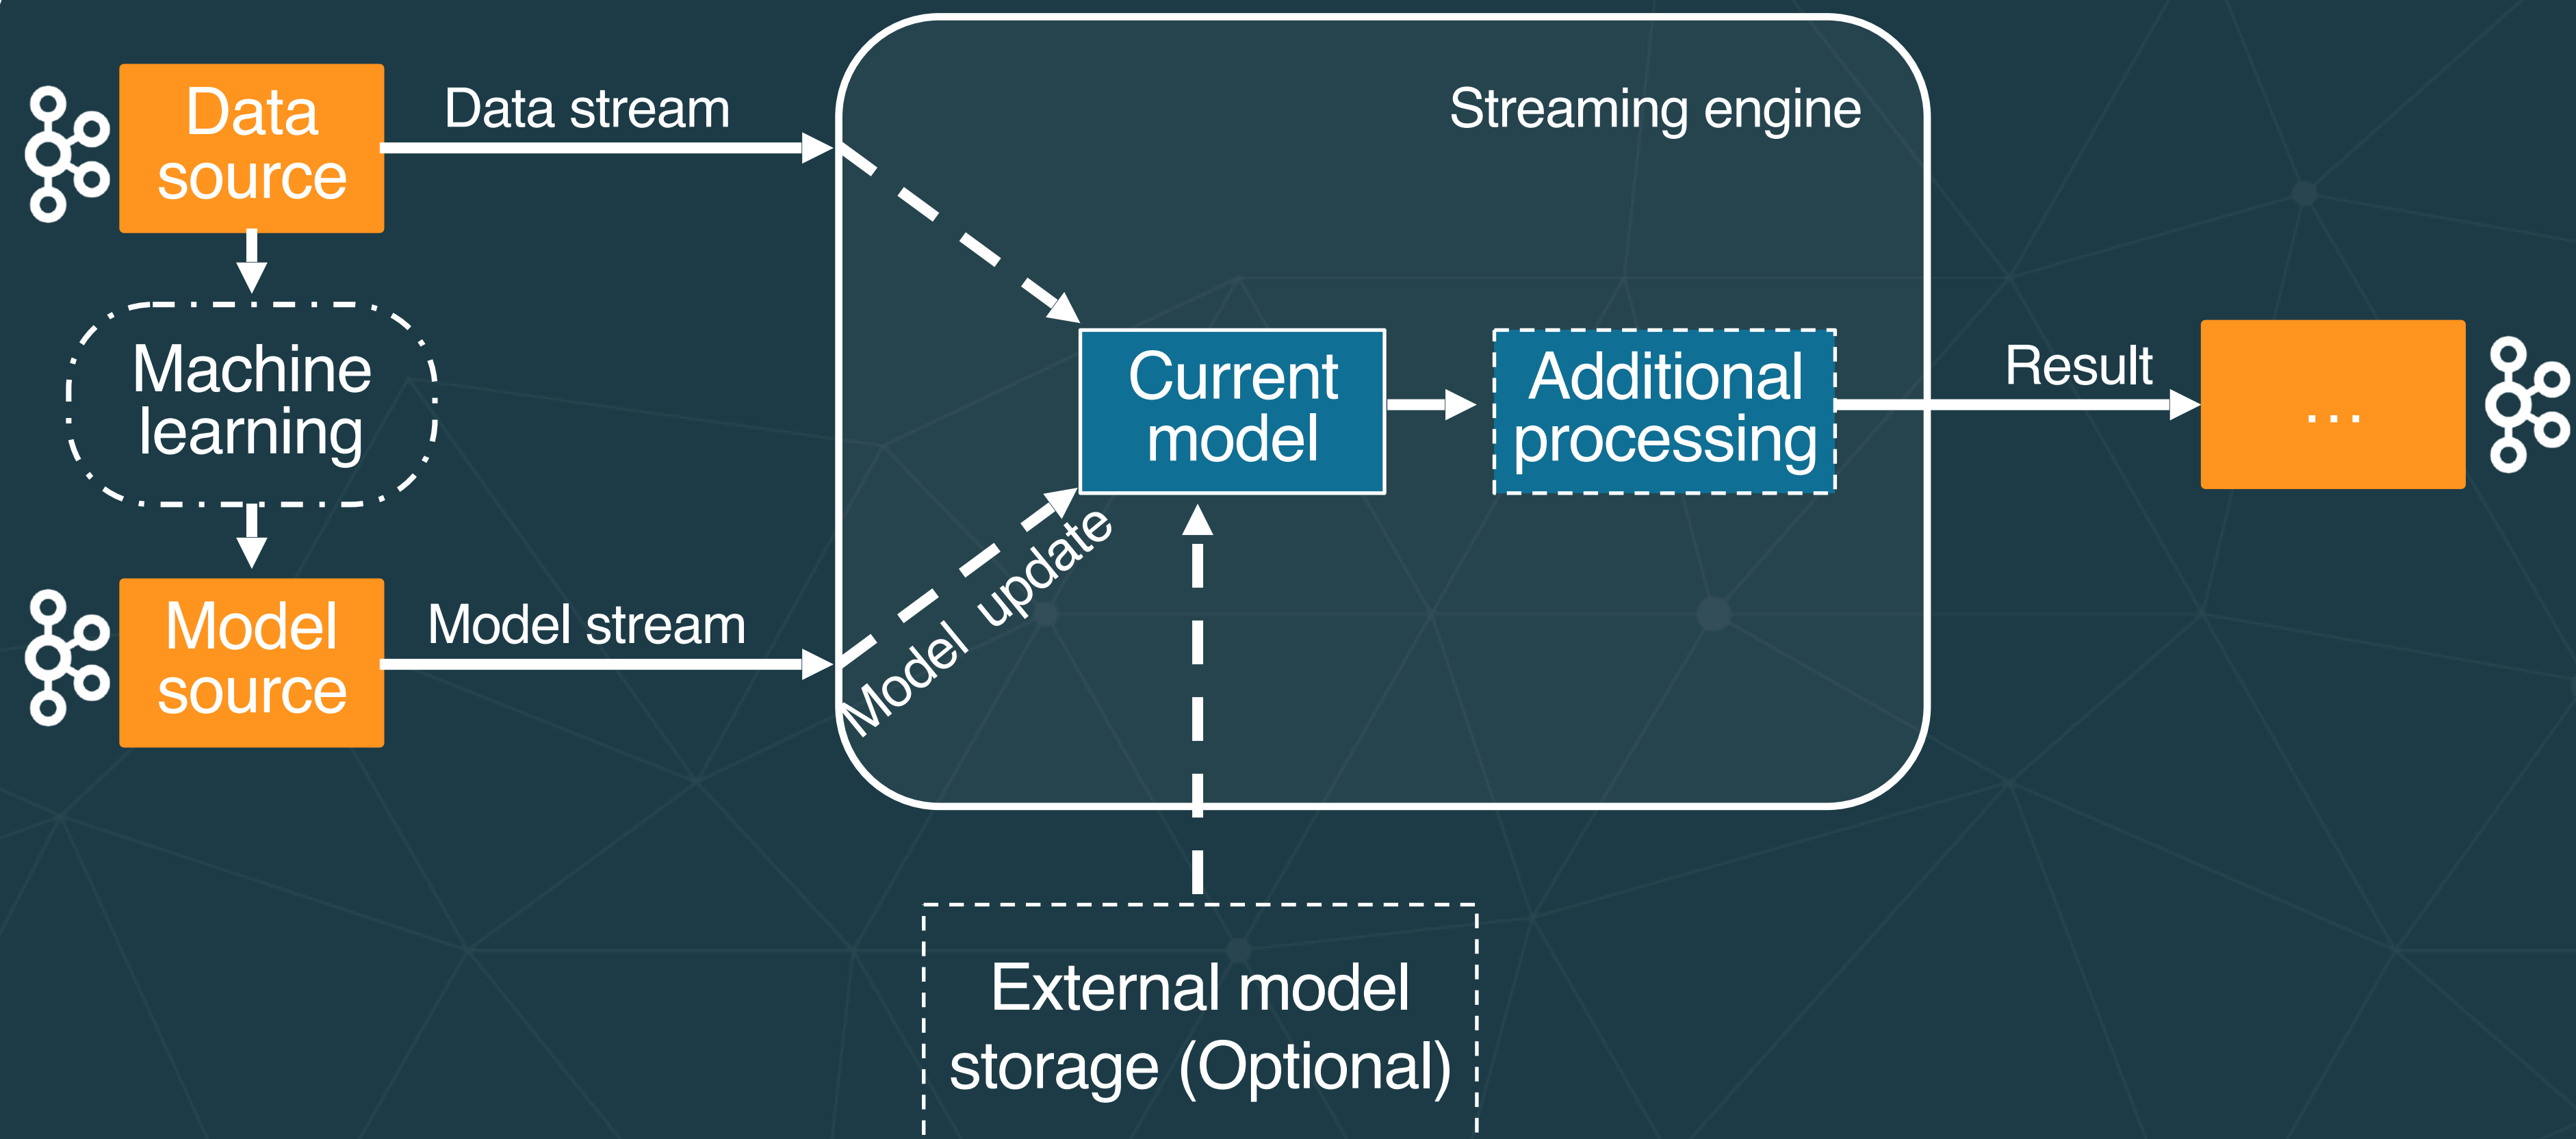 Data
source
Data stream
Streaming engine
Machine
learning
Current
model
Additional
processing
Result
...
Model update
Model
source
Model stream
External model
storage (Optional)